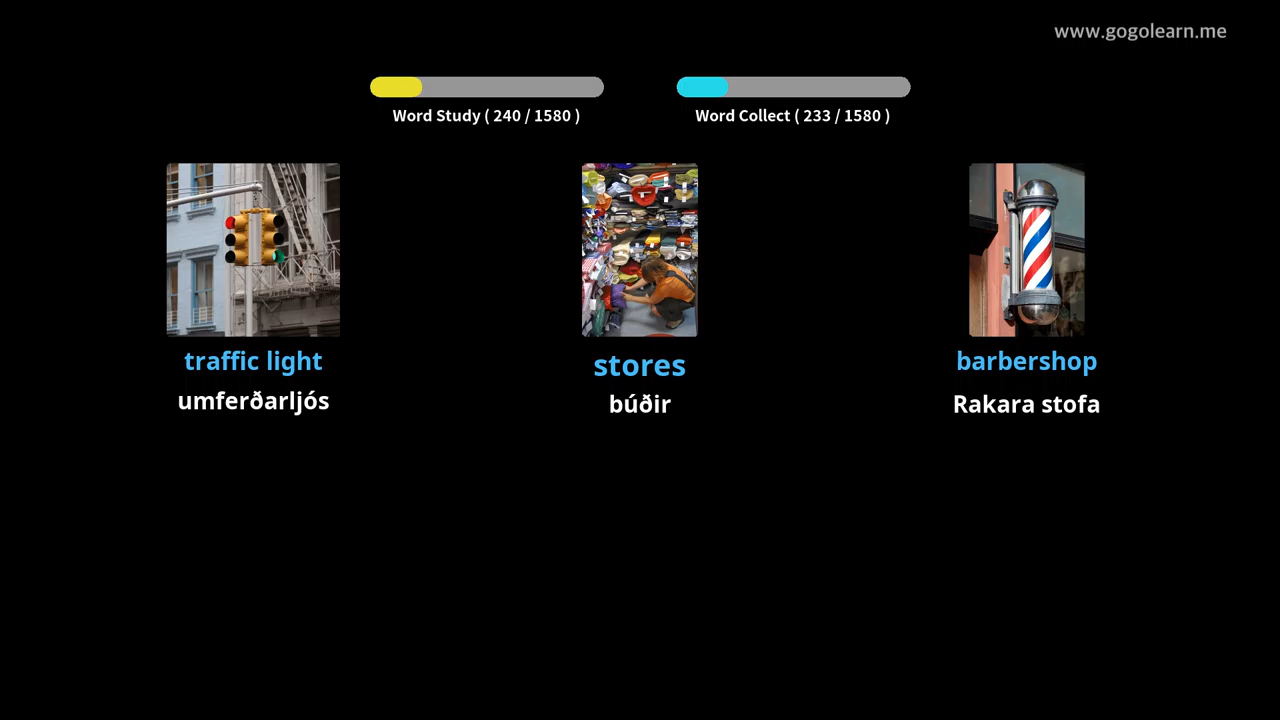 www.gogolearn.me
Word Study ( 240 / 1580 )
Word Collect ( 233 / 1580 )
traffic light
umferðarljós
stores
búðir
barbershop
Rakara stofa